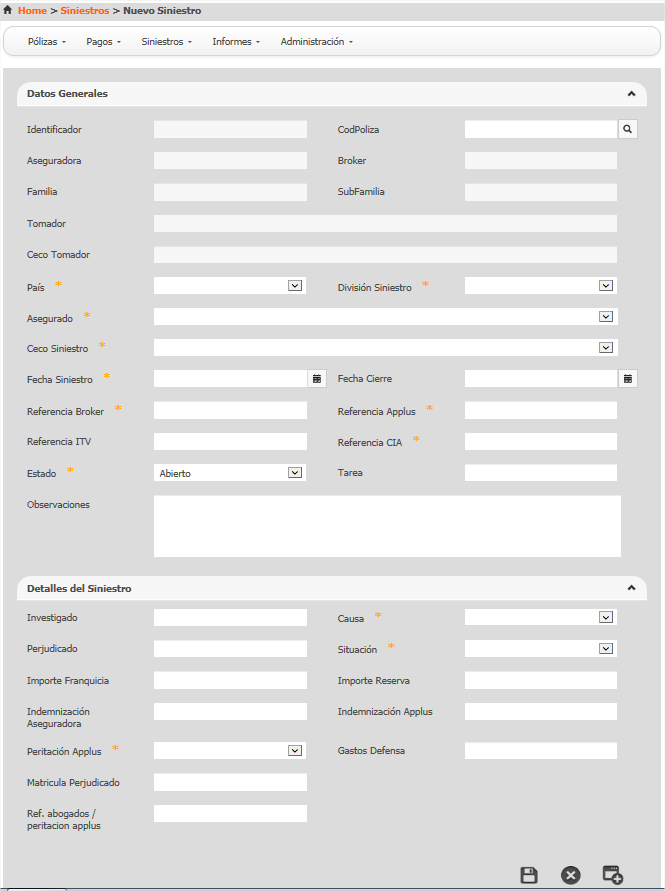 Home > Siniestros > Nuevo Siniestro
Pólizas Pagos Siniestros Informes Administración
Datos Generales
Identificador CodPoliza
Aseguradora Broker
Familia SubFamilia
Tomador
Ceco Tomador
País * División Siniestro *
Asegurado *
Ceco Siniestro *
Fecha Siniestro * Fecha Cierre
Referencia Broker * Referencia Applus *
Referencia ITV Referencia CIA *
Estado * Abierto Tarea
Observaciones
Detalles del Siniestro
Investigado Causa *
Perjudicado Situación *
Importe Franquicia Importe Reserva
Indemnización
Aseguradora
Indemnización Applus
Peritación Applus * Gastos Defensa
Matricula Perjudicado
Ref. abogados /
peritacion applus